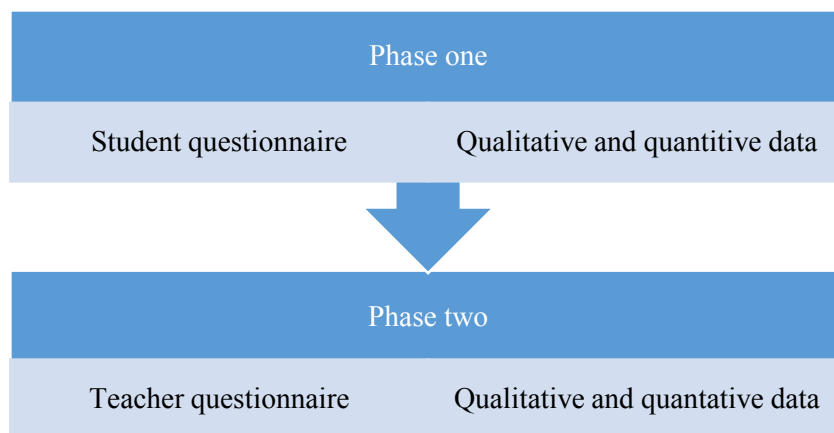 Phase one
Student questionnaire
Qualitative and quantitive data
Phase two
Teacher questionnaire
Qualitative and quantative data